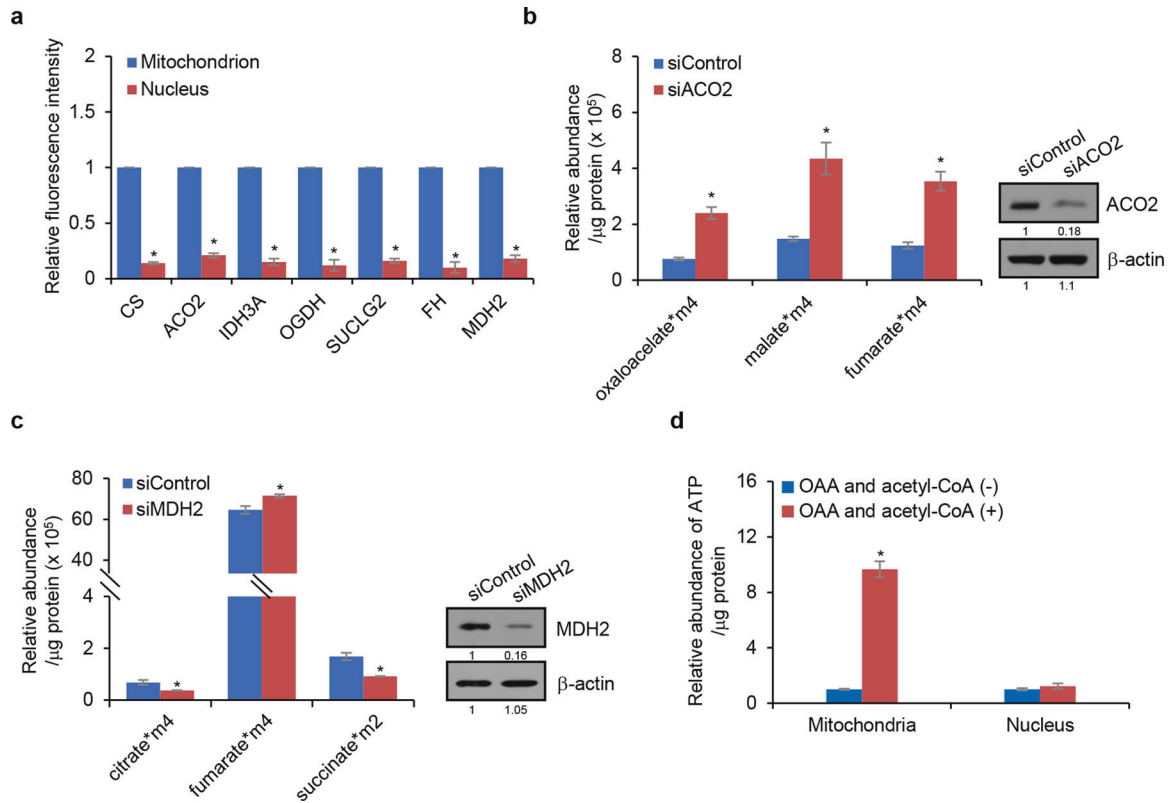 a
Relative fluorescence intensity
2
1.5
1
0.5
0
Mitochondrion
Nucleus
* * * * * * *
CS
ACO2
IDH3A
OGDH
SUCLG2
FH
MDH2
b
Relative abundance
/μg protein (x 10⁵)
8
6
4
2
0
siControl
siACO2
*
*
*
oxaloacelate*m4
malate*m4
fumarate*m4
siControl
siACO2
ACO2
1 0.18
β-actin
1 1.1
c
Relative abundance
/μg protein (x 10⁵)
80
60
40
4
2
0
siControl
siMDH2
*
*
*
citrate*m4
fumarate*m4
succinate*m2
siControl
siMDH2
MDH2
1 0.16
β-actin
1 1.05
d
Relative abundance of ATP
/μg protein
16
12
8
4
0
OAA and acetyl-CoA (-)
OAA and acetyl-CoA (+)
*
Mitochondria
Nucleus